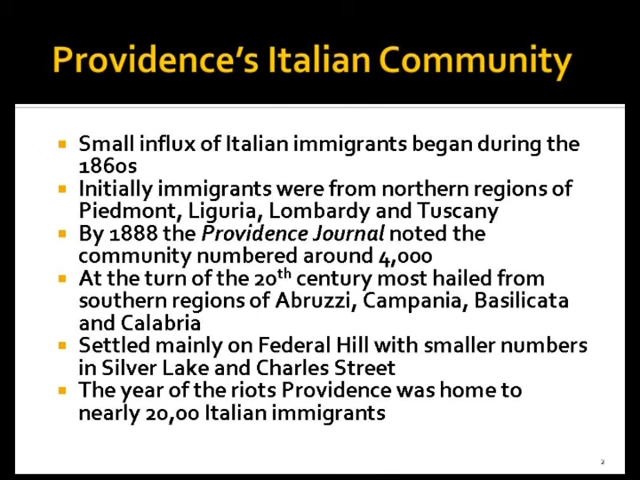 Providence's Italian Community
Small influx of Italian immigrants began during the
1860s
Initially immigrants were from northern regions of
Piedmont, Liguria, Lombardy and Tuscany
By 1888 the Providence Journal noted the
community numbered around 4,000
At the turn of the 20th century most hailed from
southern regions of Abruzzi, Campania, Basilicata
and Calabria
Settled mainly on Federal Hill with smaller numbers
in Silver Lake and Charles Street
The year of the riots Providence was home to
nearly 20,00 Italian immigrants
2